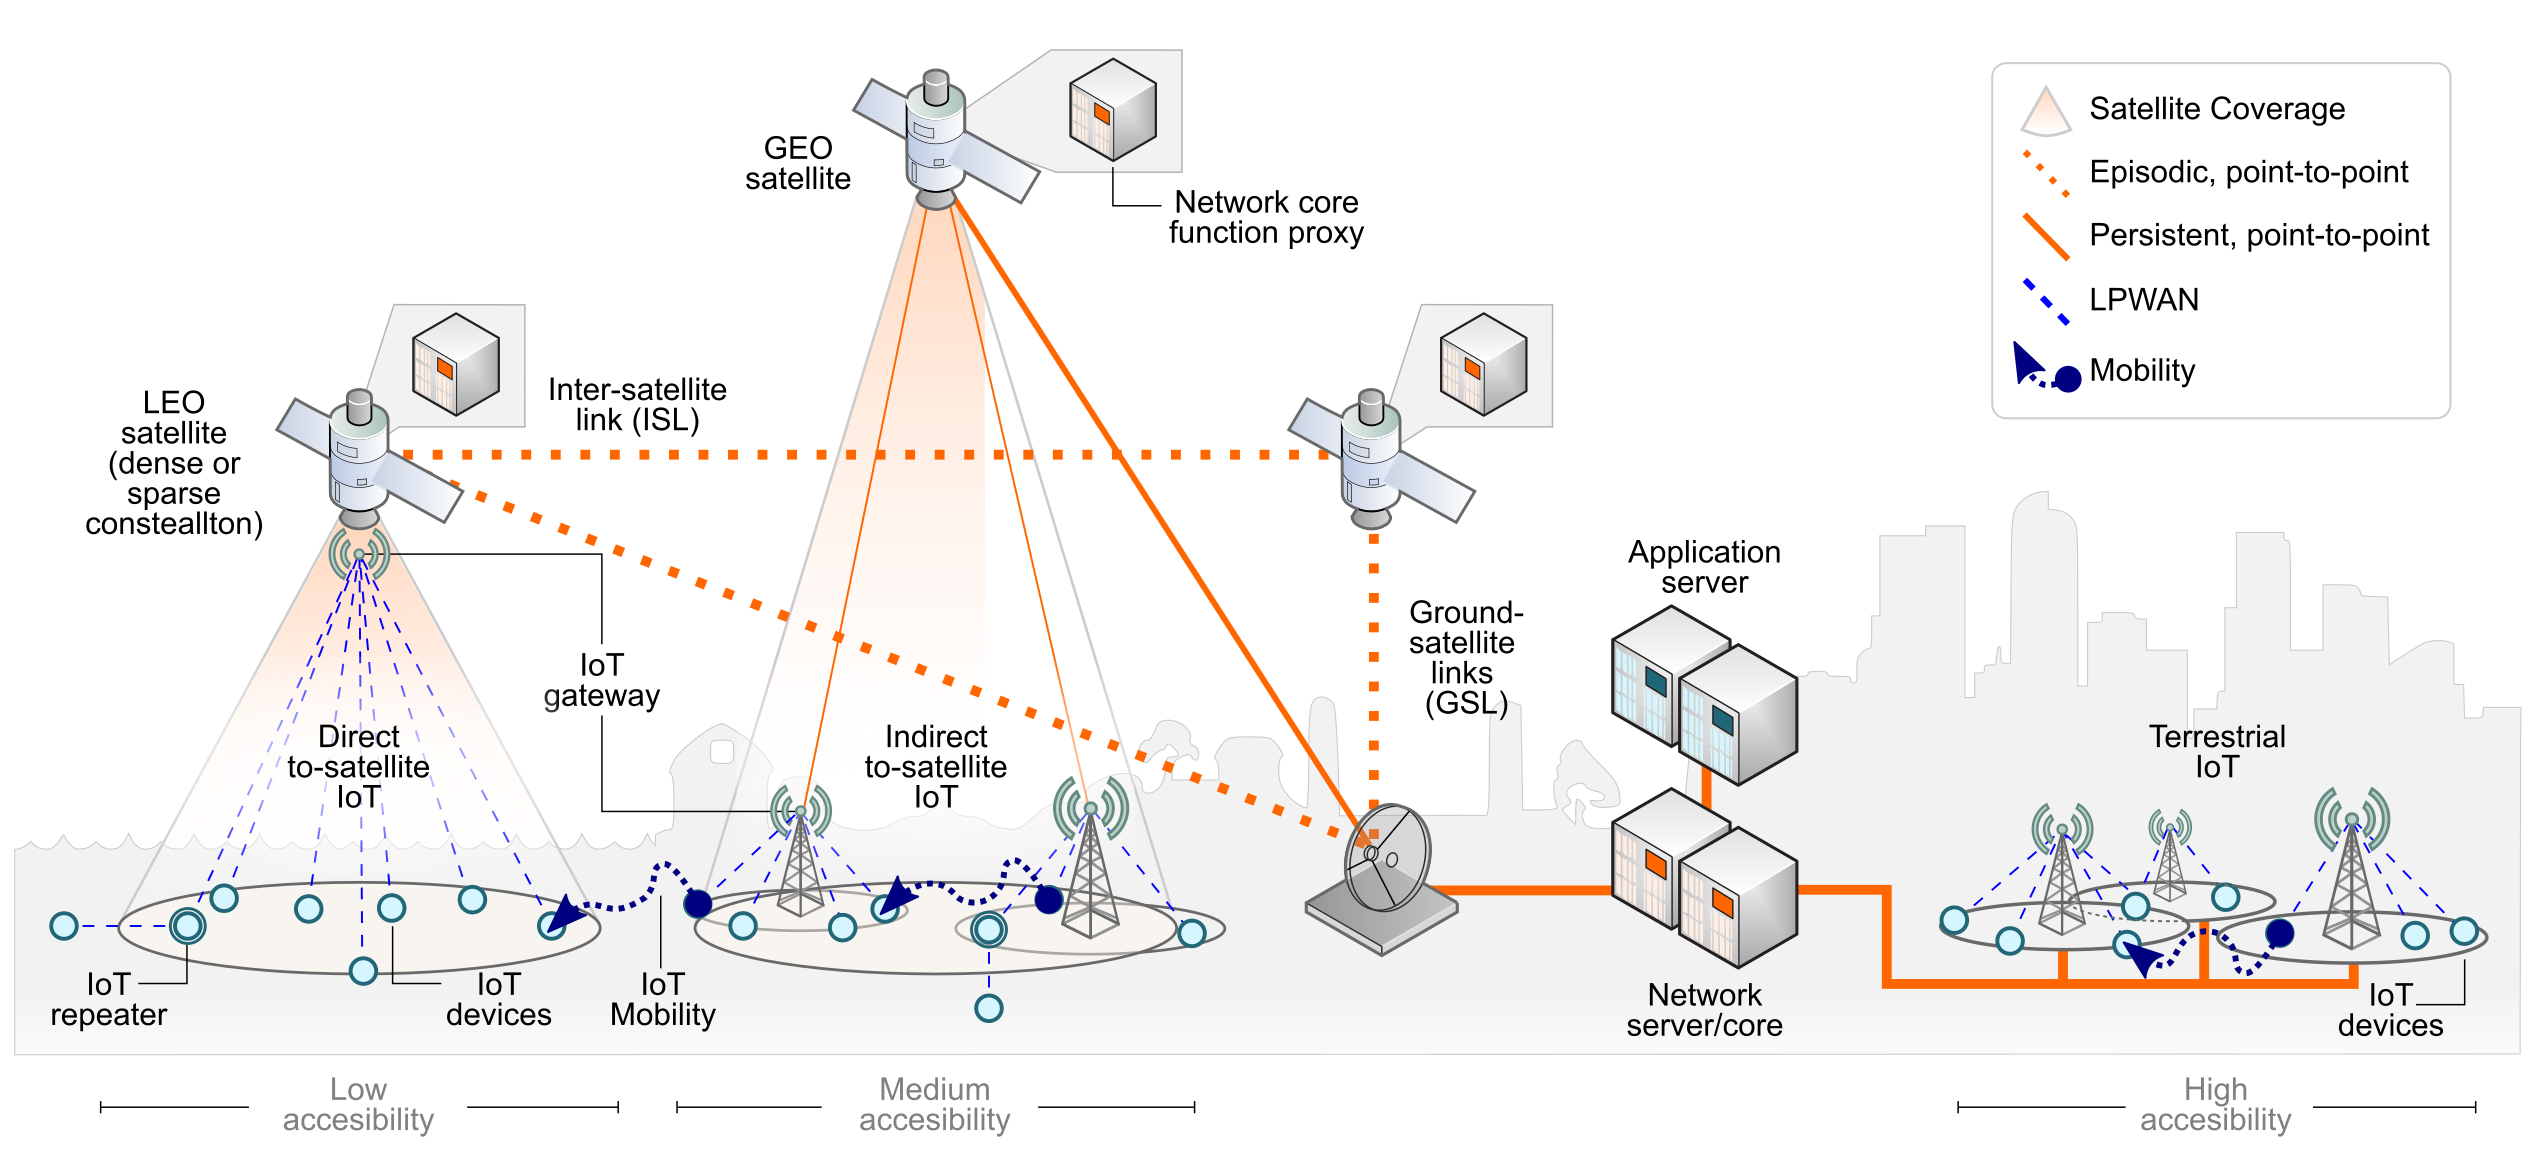 GEO
satellite
Network core
function proxy
Satellite Coverage
Episodic, point-to-point
Persistent, point-to-point
LPWAN
Mobility
LEO
satellite
(dense or
sparse
consteallton)
Inter-satellite
link (ISL)
IoT
gateway
Ground-
satellite
links
(GSL)
Application
server
Direct
to-satellite
IoT
Indirect
to-satellite
IoT
Terrestrial
IoT
IoT
repeater
IoT
devices
IoT
Mobility
Network
server/core
IoT
devices
Low
accesibility
Medium
accesibility
High
accesibility